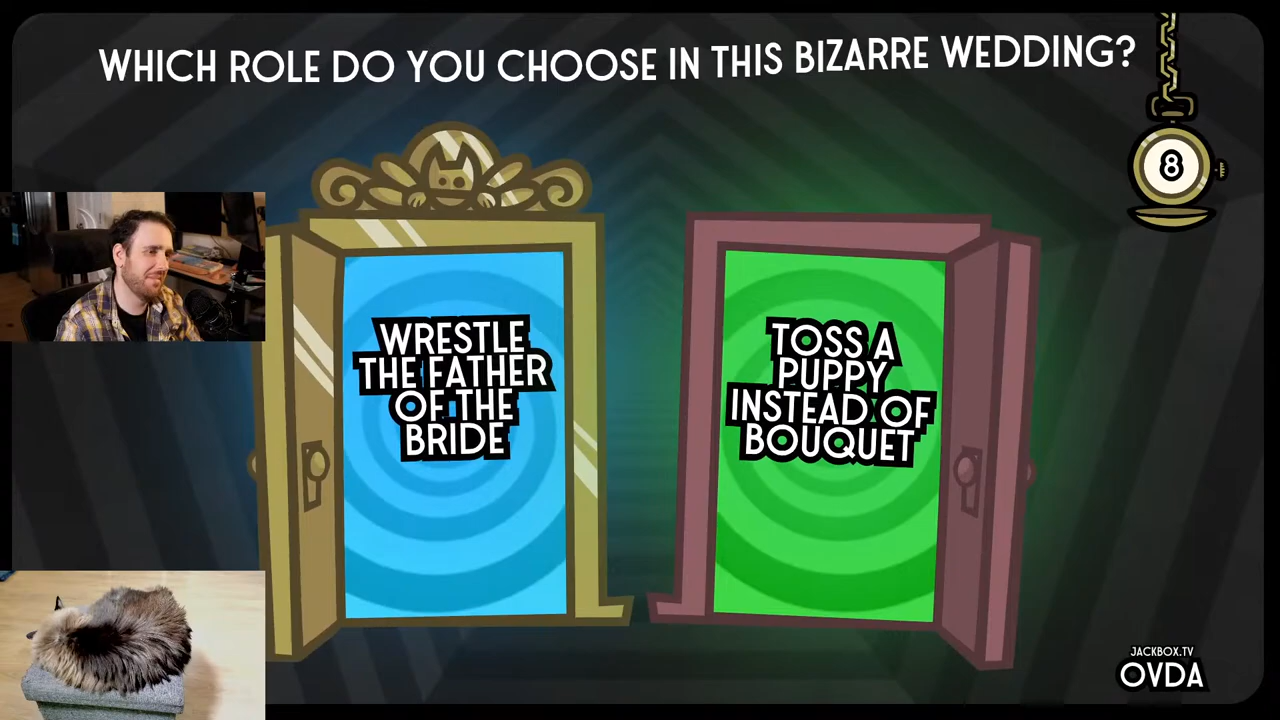 WHICH ROLE DO YOU CHOOSE IN THIS BIZARRE WEDDING?
8
WRESTLE
THE FATHER
OF THE
BRIDE
TOSS A
PUPPY
INSTEAD OF
BOUQUET
JACKBOX.TV
OVDA